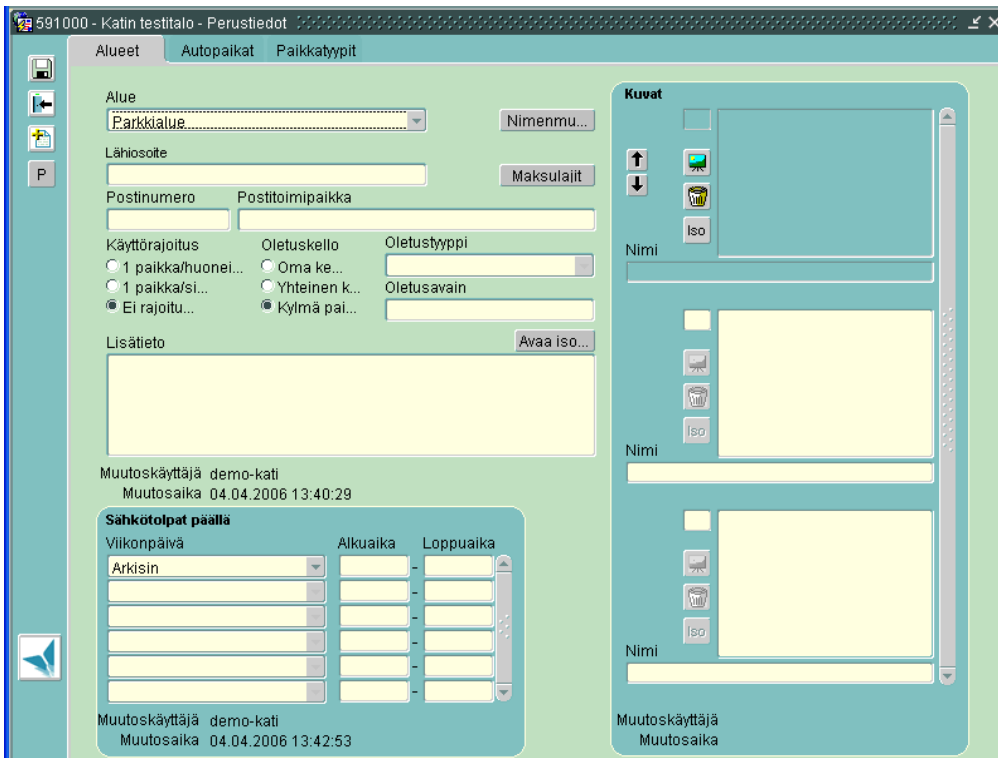 591000 - Katin testitalo - Perustiedot
Alueet Autopaikat Paikkatyypit
P
Alue
Parkkialue
Nimenmu...
Lähiosoite
Maksulajit
Postinumero Postitoimipaikka
Käyttörajoitus Oletuskello Oletustyyppi
1 paikka/huonei... Oma ke...
1 paikka/si... Yhteinen k... Oletusavain
Ei rajoitu... Kylmä pai...
Lisätieto Avaa iso...
Muutoskäyttäjä demo-kati
Muutosaika 04.04.2006 13:40:29
Sähkötolpat päällä
Viikonpäivä Alkuaika Loppuaika
Arkisin -
-
-
-
-
-
Muutoskäyttäjä demo-kati
Muutosaika 04.04.2006 13:42:53
Kuvat
Iso
Nimi
Iso
Nimi
Iso
Nimi
Muutoskäyttäjä
Muutosaika